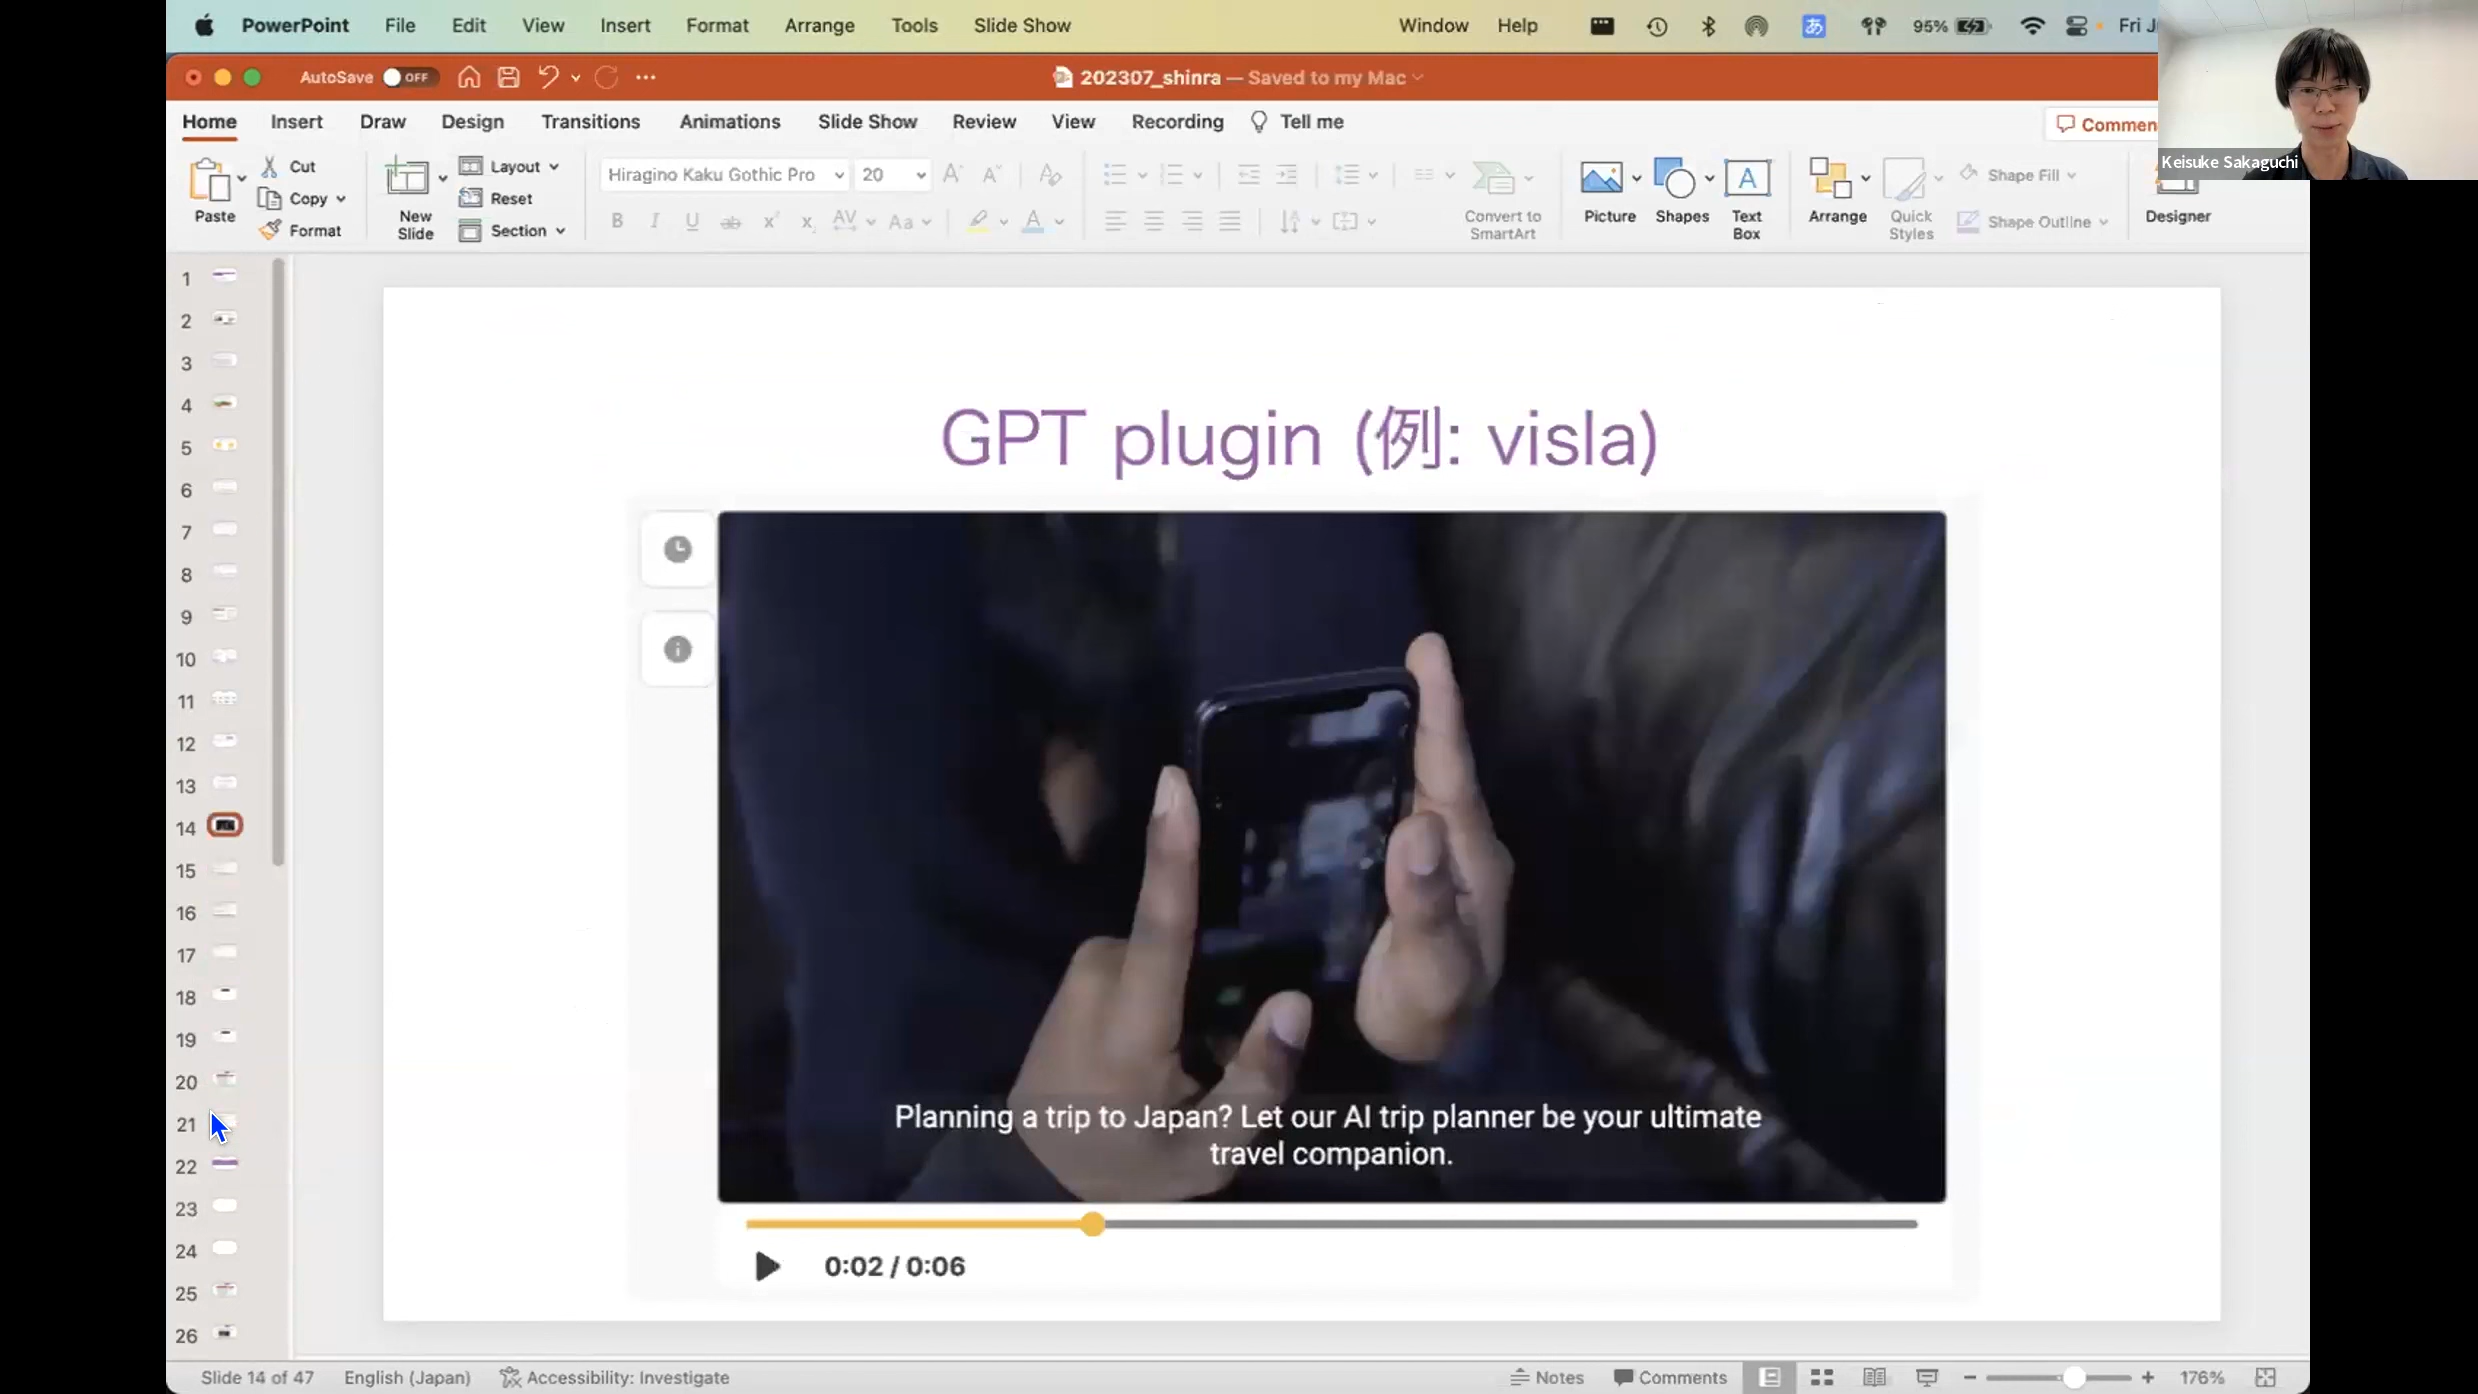 PowerPoint File Edit View Insert Format Arrange Tools Slide Show Window Help あ 95% Fri
AutoSave OFF 202307_shinra — Saved to my Mac
Home Insert Draw Design Transitions Animations Slide Show Review View Recording Tell me Commen
Keisuke Sakaguchi
Paste Cut Copy Format
New Slide Layout Reset Section
Hiragino Kaku Gothic Pro 20
B I U ab x x AV Aa A
Convert to SmartArt
Picture Shapes Text Box Arrange Quick Styles Shape Fill Shape Outline Designer
1
2
3
4
5
6
7
8
9
10
11
12
13
14
15
16
17
18
19
20
21
22
23
24
25
26
GPT plugin (例: visla)
Planning a trip to Japan? Let our AI trip planner be your ultimate
travel companion.
0:02 / 0:06
Slide 14 of 47 English (Japan) Accessibility: Investigate Notes Comments 176%